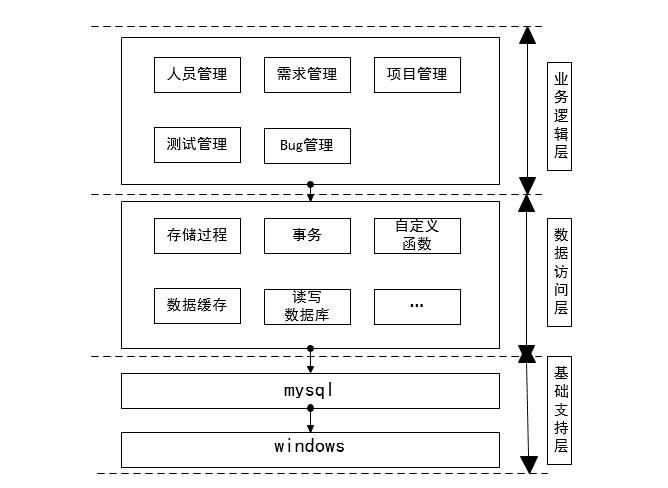 人员管理
需求管理
项目管理
测试管理
Bug管理
业务逻辑层
存储过程
事务
自定义
函数
数据缓存
读写
数据库
...
数据访问层
mysql
windows
基础支持层